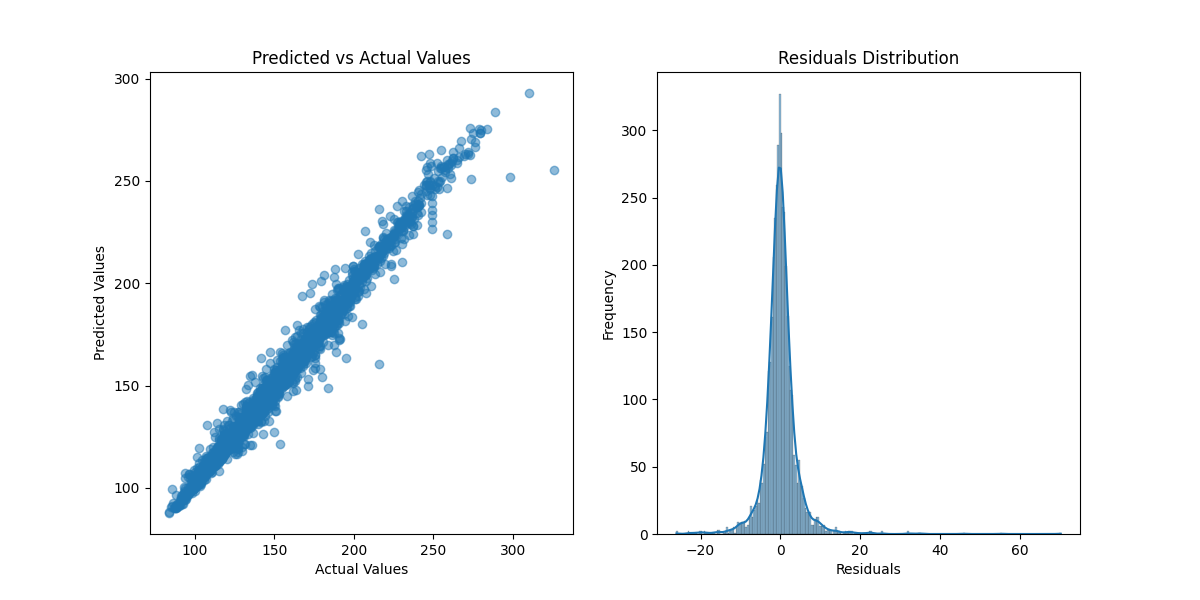 Predicted vs Actual Values
300
250
200
150
100
Predicted Values
100 150 200 250 300
Actual Values
Residuals Distribution
300
250
200
150
100
50
0
Frequency
−20 0 20 40 60
Residuals